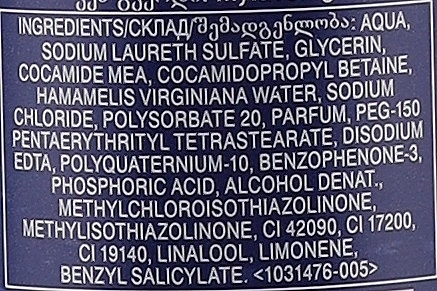 INGREDIENTS/СКЛАД/შემადგენლობა: AQUA,
SODIUM LAURETH SULFATE, GLYCERIN,
COCAMIDE MEA, COCAMIDOPROPYL BETAINE,
HAMAMELIS VIRGINIANA WATER, SODIUM
CHLORIDE, POLYSORBATE 20, PARFUM, PEG-150
PENTAERYTHRITYL TETRASTEARATE, DISODIUM
EDTA, POLYQUATERNIUM-10, BENZOPHENONE-3,
PHOSPHORIC ACID, ALCOHOL DENAT.,
METHYLCHLOROISOTHIAZOLINONE,
METHYLISOTHIAZOLINONE, CI 42090, CI 17200,
CI 19140, LINALOOL, LIMONENE,
BENZYL SALICYLATE. <1031476-005>